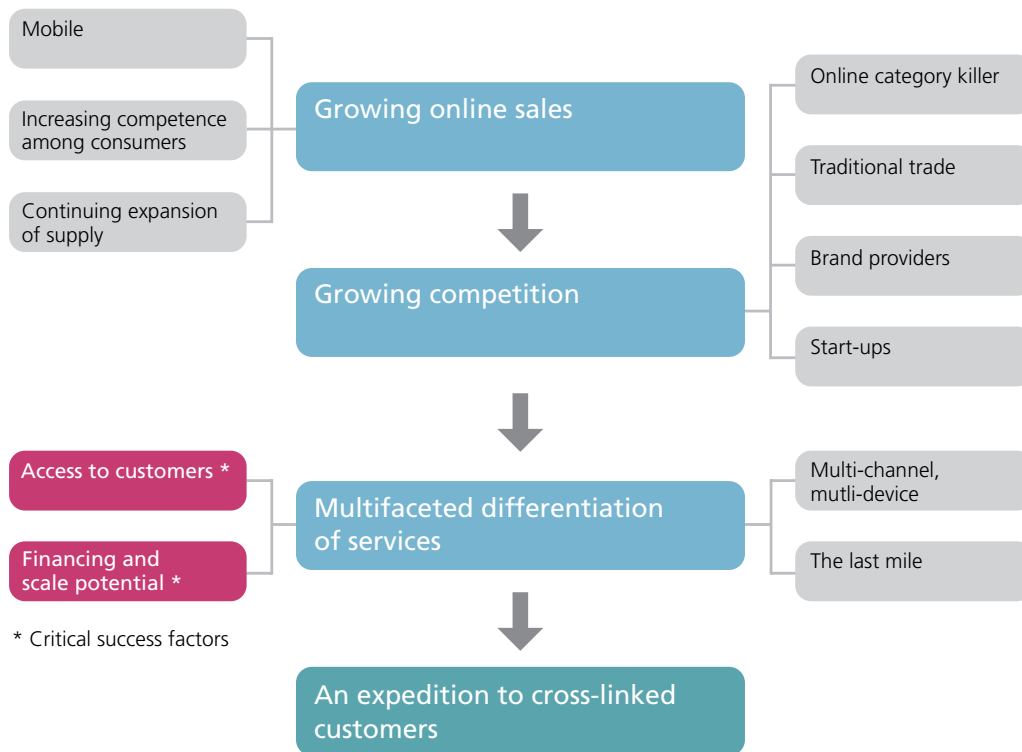 Mobile
Increasing competence
among consumers
Continuing expansion
of supply
Growing online sales
Online category killer
Traditional trade
Brand providers
Start-ups
Growing competition
Access to customers *
Financing and
scale potential *
* Critical success factors
Multifaceted differentiation
of services
Multi-channel,
mutli-device
The last mile
An expedition to cross-linked
customers